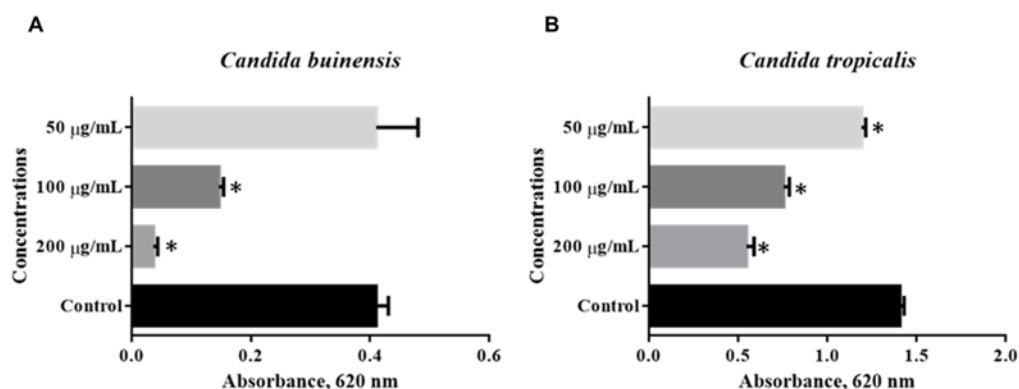 A
Candida buinensis
Concentrations
50 µg/mL
100 µg/mL
*
200 µg/mL
*
Control
0.0 0.2 0.4 0.6
Absorbance, 620 nm
B
Candida tropicalis
Concentrations
50 µg/mL
*
100 µg/mL
*
200 µg/mL
*
Control
0.0 0.5 1.0 1.5 2.0
Absorbance, 620 nm